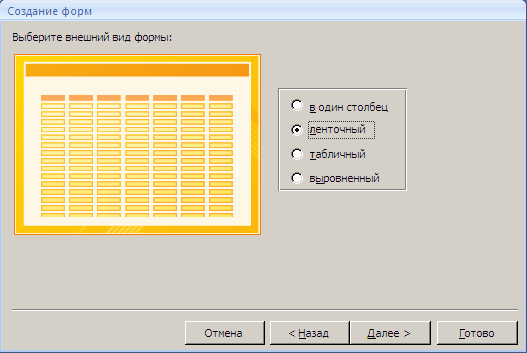 Создание форм
Выберите внешний вид формы:
в один столбец
ленточный
табличный
выровненный
Отмена
< Назад
Далее >
Готово